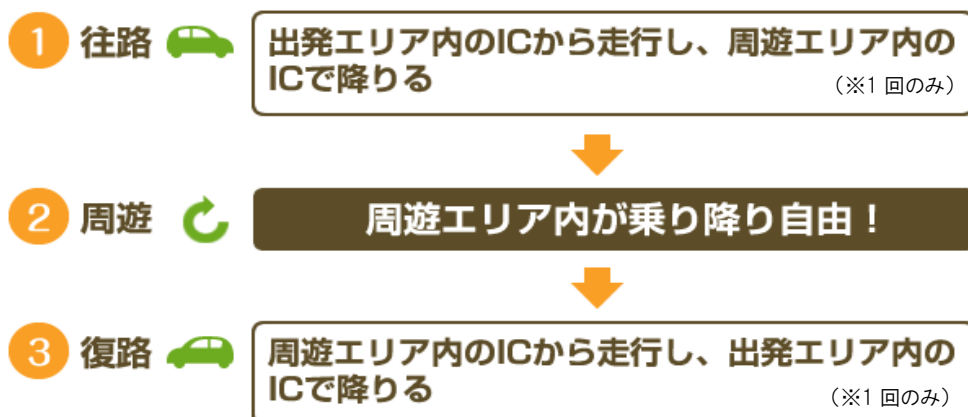 1 往路 出発エリア内のICから走行し、周遊エリア内の
ICで降りる (※1 回のみ)
2 周遊 周遊エリア内が乗り降り自由！
3 復路 周遊エリア内のICから走行し、出発エリア内の
ICで降りる (※1 回のみ)